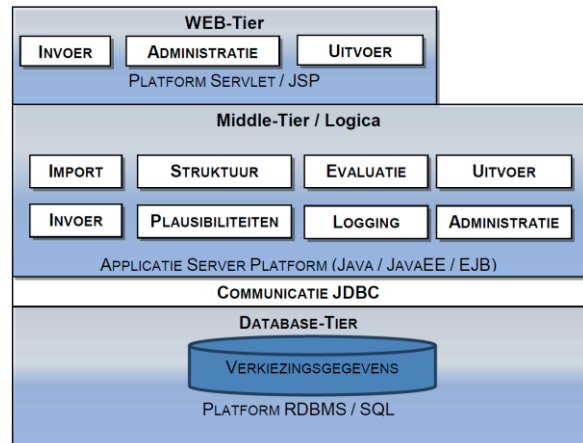 WEB-Tier
INVOER ADMINISTRATIE UITVOER
PLATFORM SERVLET / JSP
Middle-Tier / Logica
IMPORT STRUKTUUR EVALUATIE UITVOER
INVOER PLAUSIBILITEITEN LOGGING ADMINISTRATIE
APPLICATIE SERVER PLATFORM (JAVA / JAVAEE / EJB)
COMMUNICATIE JDBC
DATABASE-TIER
VERKIEZINGSGEGEVENS
PLATFORM RDBMS / SQL